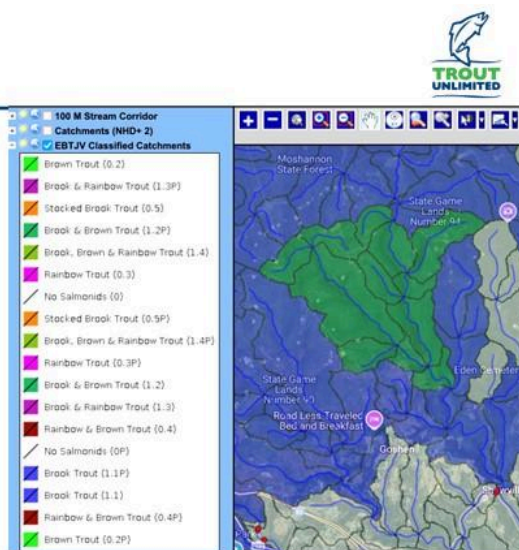 TROUT
UNLIMITED
100 M Stream Corridor
Catchments (NHD+ 2)
EBTJV Classified Catchments
Brown Trout (0.2)
Brook & Rainbow Trout (1.3P)
Stocked Brook Trout (0.5)
Brook & Brown Trout (1.2P)
Brook, Brown & Rainbow Trout (1.4)
Rainbow Trout (0.3)
No Salmonids (0)
Stocked Brook Trout (0.5P)
Brook, Brown & Rainbow Trout (1.4P)
Rainbow Trout (0.3P)
Brook & Brown Trout (1.2)
Brook & Rainbow Trout (1.3)
Rainbow & Brown Trout (0.4)
No Salmonids (0P)
Brook Trout (1.1P)
Brook Trout (1.1)
Rainbow & Brown Trout (0.4P)
Brown Trout (0.2P)
Moshannon
State Forest
State Game
Lands
Number 94
Eden Cemetery
State Game
Lands
Number 90
Road Less Traveled
Bed and Breakfast
Goshen